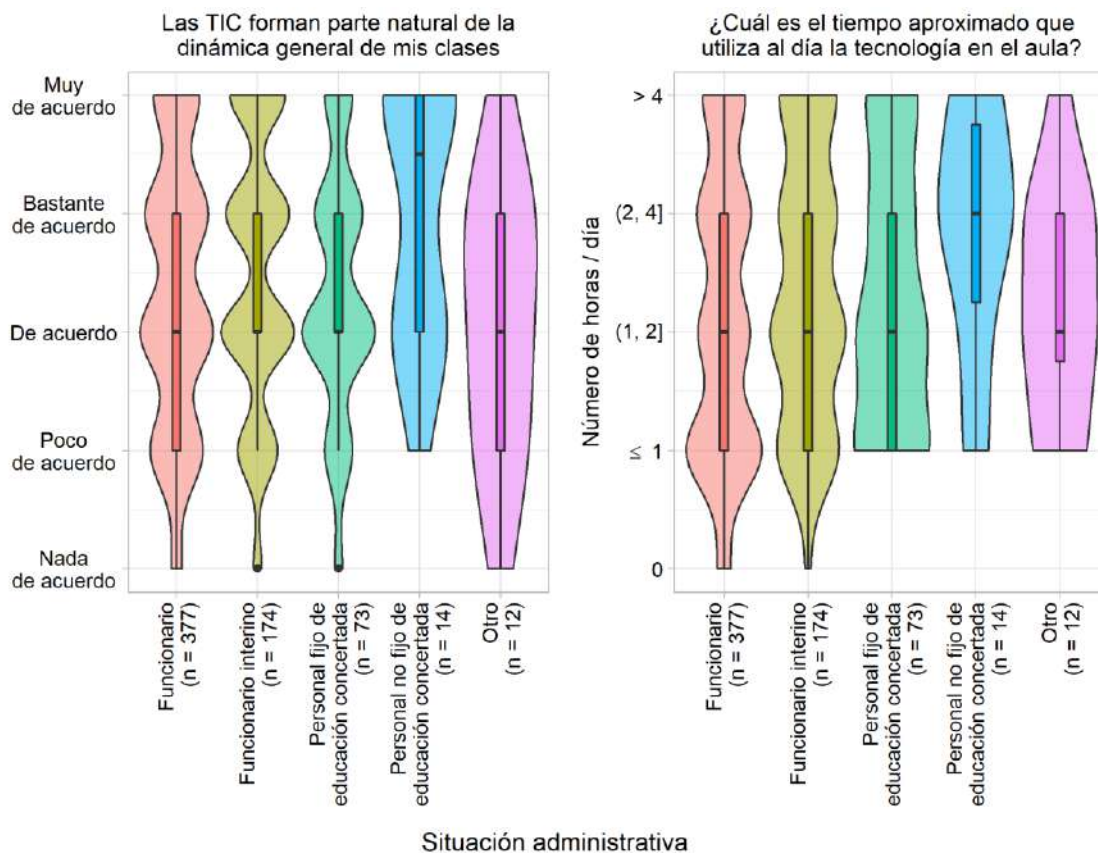 Las TIC forman parte natural de la
dinámica general de mis clases
Muy
de acuerdo
Bastante
de acuerdo
De acuerdo
Poco
de acuerdo
Nada
de acuerdo
Funcionario
(n = 377)
Funcionario interino
(n = 174)
Personal fijo de
educación concertada
(n = 73)
Personal no fijo de
educación concertada
(n = 14)
Otro
(n = 12)
¿Cuál es el tiempo aproximado que
utiliza al día la tecnología en el aula?
Número de horas / día
> 4
(2, 4]
(1, 2]
≤ 1
0
Funcionario
(n = 377)
Funcionario interino
(n = 174)
Personal fijo de
educación concertada
(n = 73)
Personal no fijo de
educación concertada
(n = 14)
Otro
(n = 12)
Situación administrativa